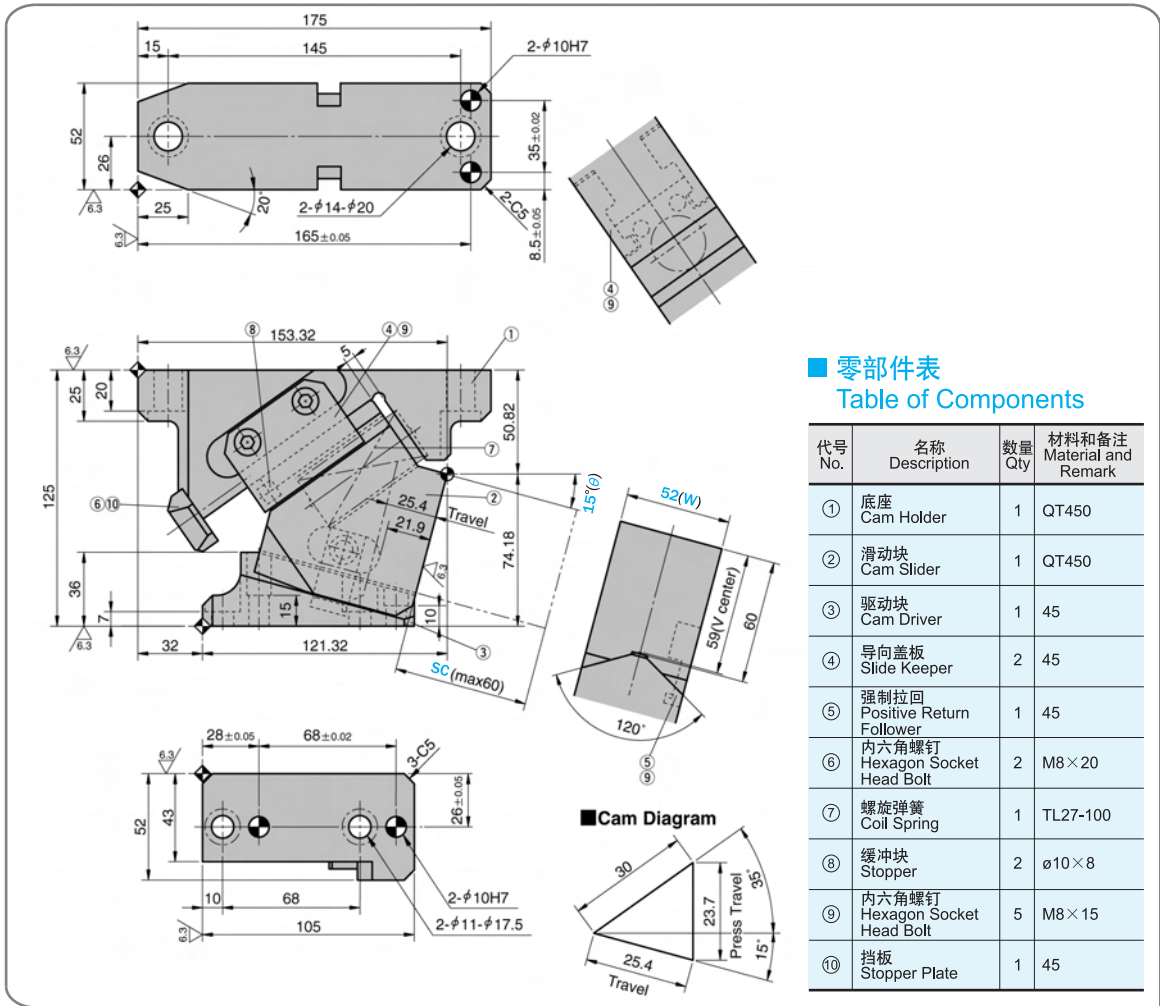 175
15
145
2-ϕ10H7
52
26
35±0.02
6.3
25
20°
2-ϕ14-ϕ20
2-C5
8.5±0.05
6.3
165±0.05
④
⑨
153.32
⑧
④⑨
①
5
6.3
25
20
50.82
⑦
125
②
⑥⑩
25.4
Travel
21.9
15°(θ)
52(W)
74.18
6.3
36
7
15
10
59(V center)
60
6.3
32
121.32
③
SC(max60)
120°
⑤
⑨
28±0.05
68±0.02
3-C5
6.3
52
43
26±0.05
10
68
2-ϕ10H7
2-ϕ11-ϕ17.5
6.3
105
■Cam Diagram
30
23.7
Press Travel
35°
15°
25.4
Travel
■ 零部件表
Table of Components
代号 名称 数量 材料和备注
No. Description Qty Material and Remark
① 底座 1 QT450
Cam Holder
② 滑动块 1 QT450
Cam Slider
③ 驱动块 1 45
Cam Driver
④ 导向盖板 2 45
Slide Keeper
⑤ 强制拉回 1 45
Positive Return
Follower
⑥ 内六角螺钉 2 M8×20
Hexagon Socket
Head Bolt
⑦ 螺旋弹簧 1 TL27-100
Coil Spring
⑧ 缓冲块 2 ø10×8
Stopper
⑨ 内六角螺钉 5 M8×15
Hexagon Socket
Head Bolt
⑩ 挡板 1 45
Stopper Plate